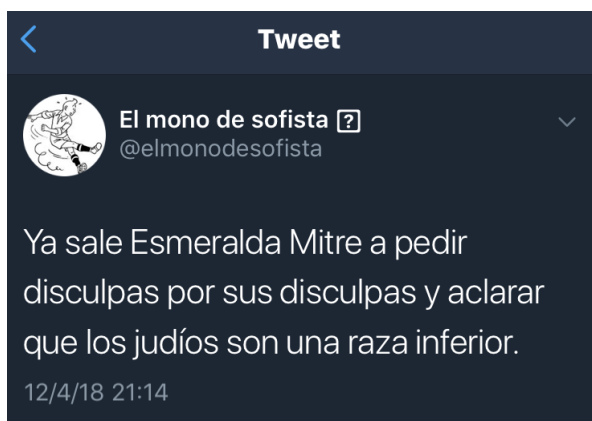 Tweet
El mono de sofista ?
@elmonodesofista
Ya sale Esmeralda Mitre a pedir
disculpas por sus disculpas y aclarar
que los judíos son una raza inferior.
12/4/18 21:14